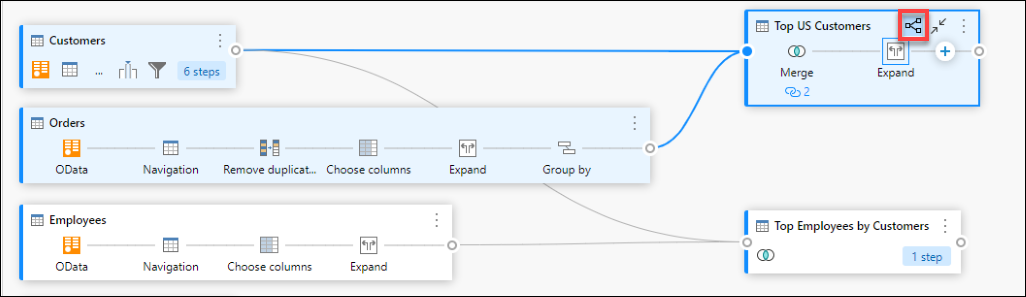 Customers
... 6 steps
Orders
OData Navigation Remove duplicat... Choose columns Expand Group by
Employees
OData Navigation Choose columns Expand
Top US Customers
Merge Expand
2
Top Employees by Customers
1 step